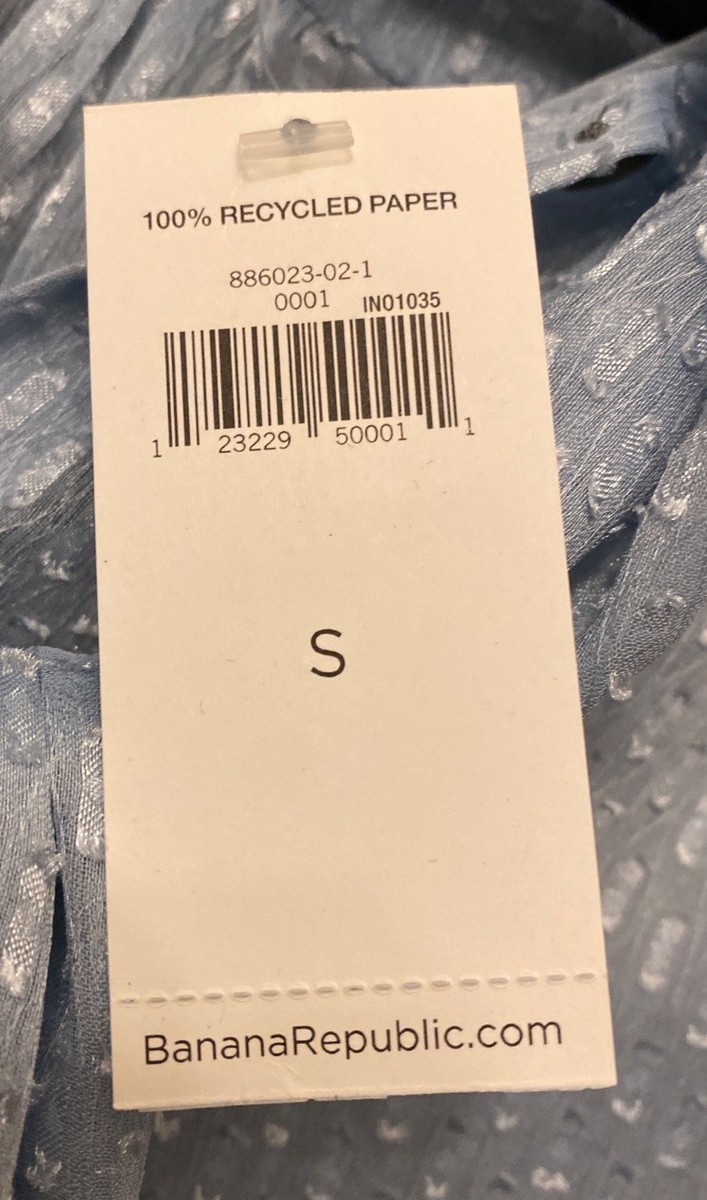 100% RECYCLED PAPER
886023-02-1
0001 IN01035
1 23229 50001 1
S
BananaRepublic.com